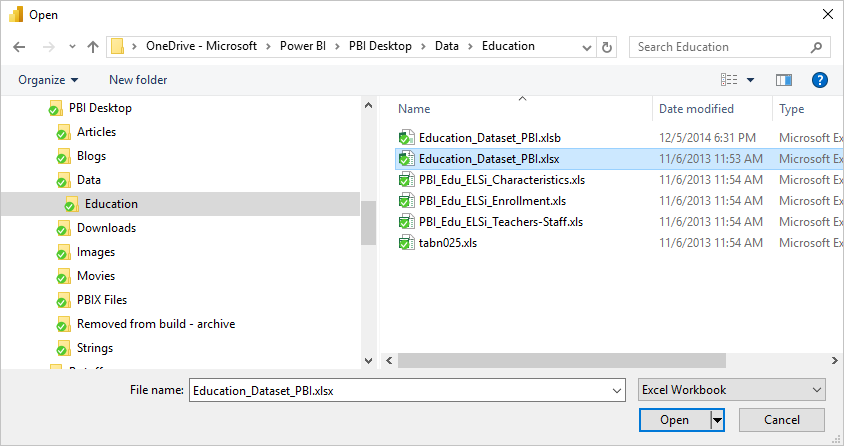 Open
OneDrive - Microsoft > Power BI > PBI Desktop > Data > Education
Search Education
Organize
New folder
?
PBI Desktop
Articles
Blogs
Data
Education
Downloads
Images
Movies
PBIX Files
Removed from build - archive
Strings
Name Date modified Type
Education_Dataset_PBI.xlsb 12/5/2014 6:31 PM Microsoft Ex
Education_Dataset_PBI.xlsx 11/6/2013 11:53 AM Microsoft Ex
PBI_Edu_ELSi_Characteristics.xls 11/6/2013 11:54 AM Microsoft Ex
PBI_Edu_ELSi_Enrollment.xls 11/6/2013 11:54 AM Microsoft Ex
PBI_Edu_ELSi_Teachers-Staff.xls 11/6/2013 11:54 AM Microsoft Ex
tabn025.xls 11/6/2013 11:54 AM Microsoft Ex
File name: Education_Dataset_PBI.xlsx Excel Workbook
Open Cancel